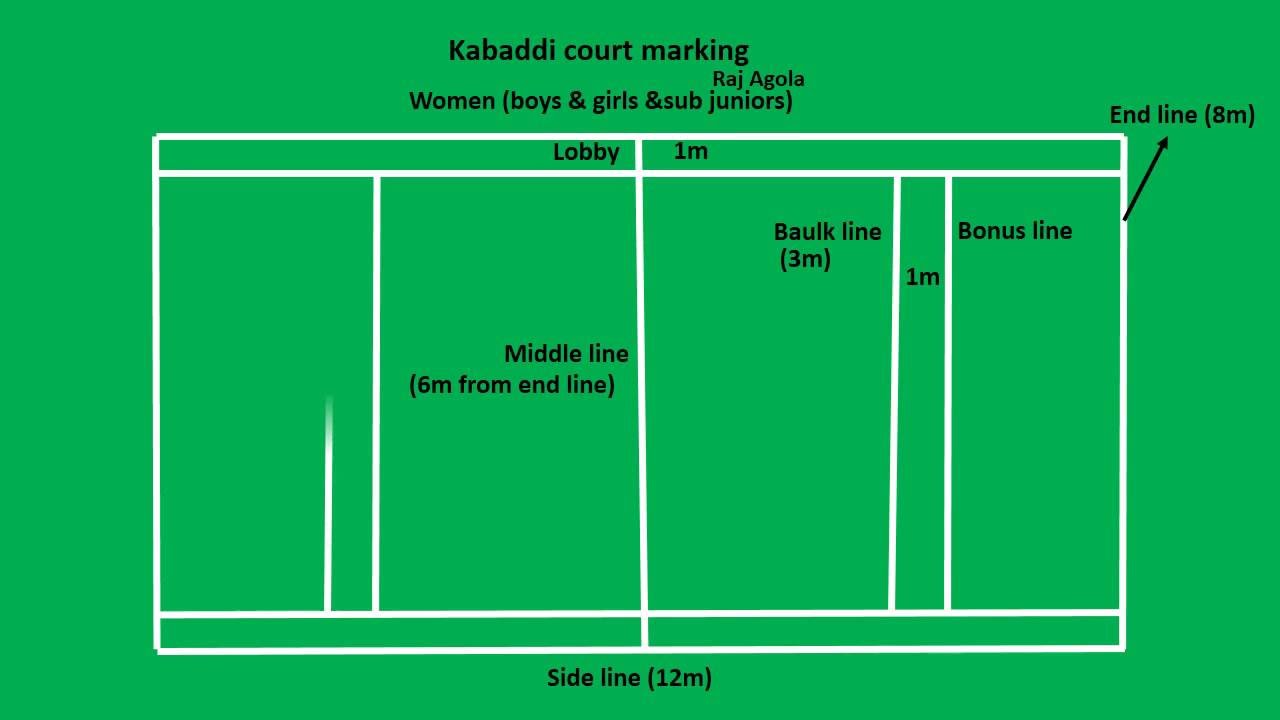 Kabaddi court marking
Raj Agola
Women (boys & girls &sub juniors)
End line (8m)
Lobby 1m
Baulk line
(3m)
Bonus line
1m
Middle line
(6m from end line)
Side line (12m)